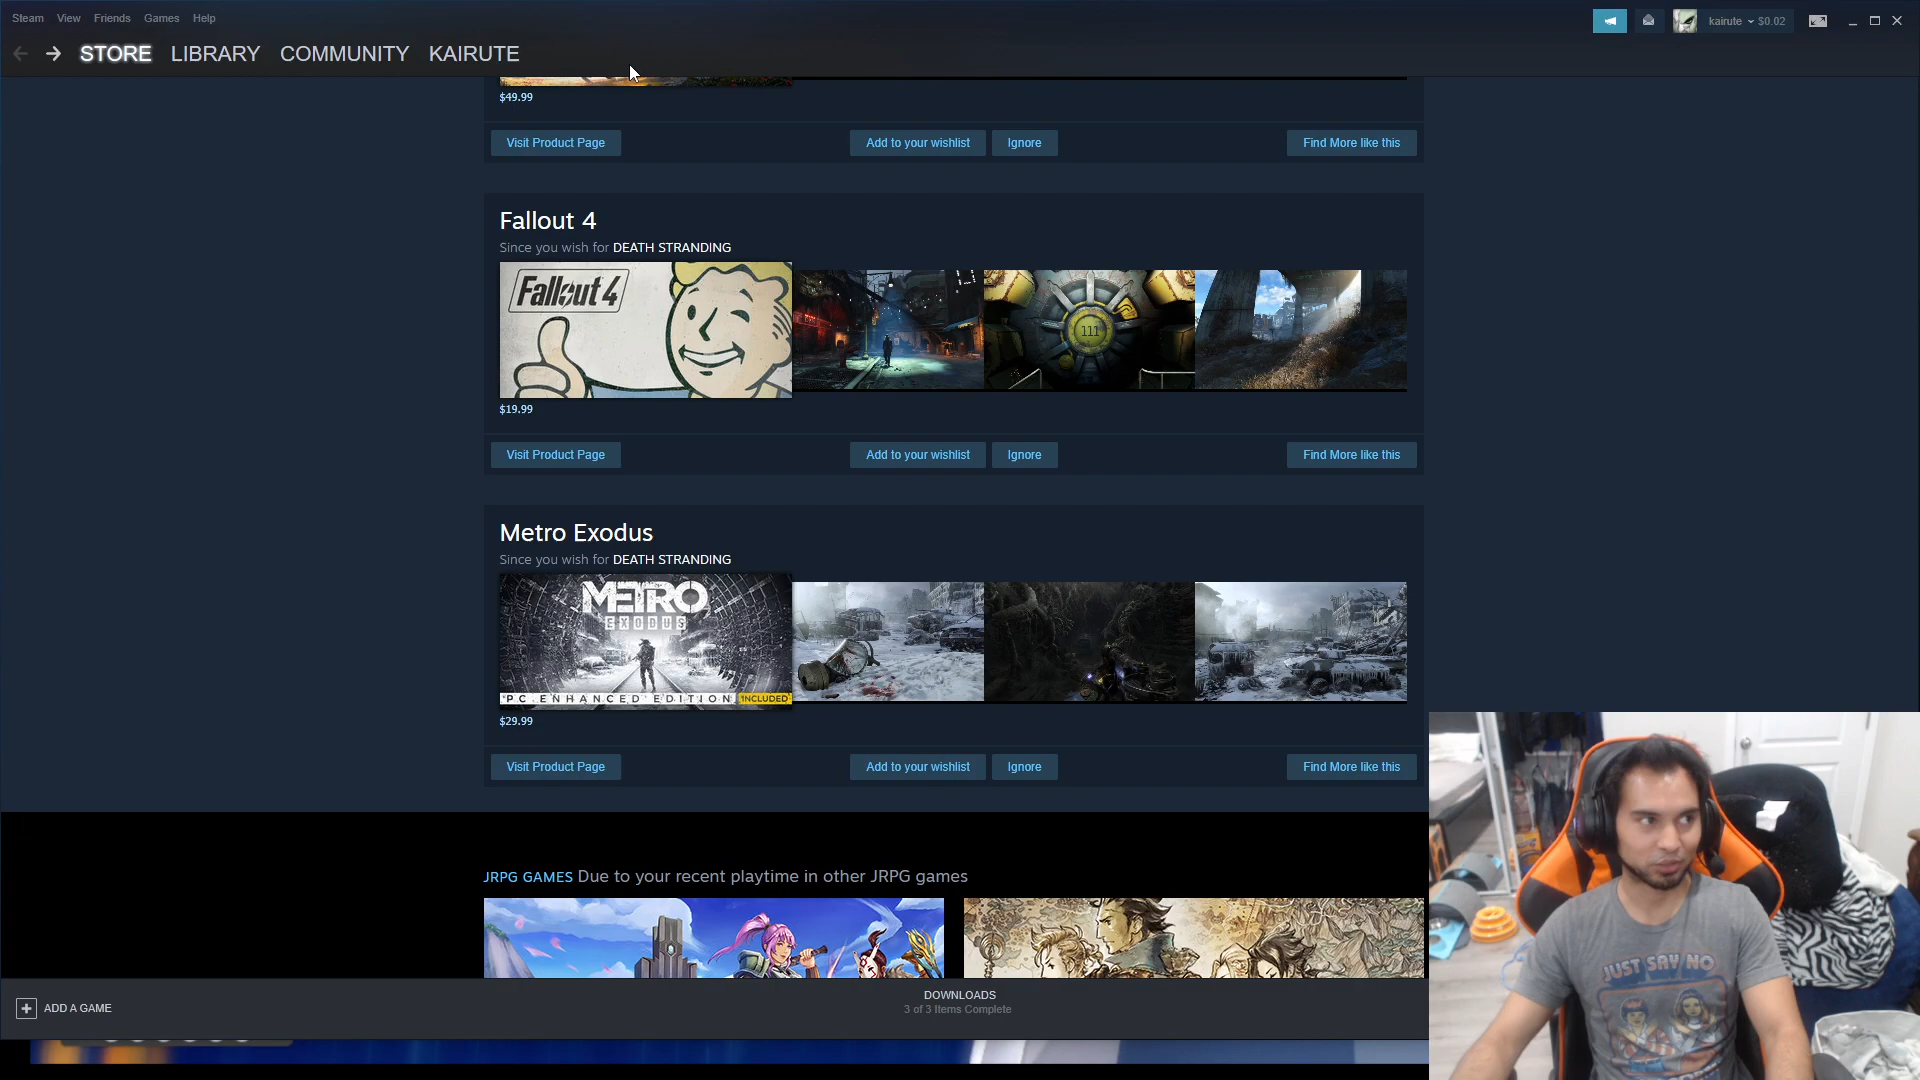 Steam View Friends Games Help
kairute $0.02
STORE LIBRARY COMMUNITY KAIRUTE
$49.99
Visit Product Page Add to your wishlist Ignore Find More like this
Fallout 4
Since you wish for DEATH STRANDING
Fallout 4
111
$19.99
Visit Product Page Add to your wishlist Ignore Find More like this
Metro Exodus
Since you wish for DEATH STRANDING
METRO
EXODUS
PC ENHANCED EDITION INCLUDED
$29.99
Visit Product Page Add to your wishlist Ignore Find More like this
JRPG GAMES Due to your recent playtime in other JRPG games
ADD A GAME
DOWNLOADS
3 of 3 Items Complete
JUST SAY NO